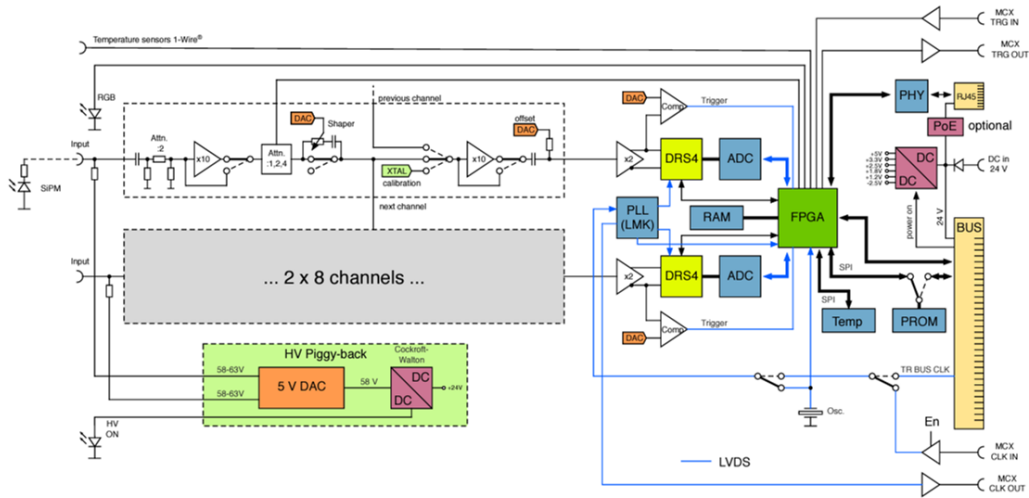 MCX
TRG IN
Temperature sensors 1-Wire®
MCX
TRG OUT
RGB
previous channel
DAC
Comp
Trigger
PHY
RJ45
PoE
optional
Input
Attn.
:2
x10
Attn.
:1,2,4
DAC
Shaper
XTAL
calibration
x10
offset
DAC
x2
DRS4
ADC
+5V
+3.3V
+2.5V
+1.8V
+1.2V
-2.5V
DC
DC
DC in
24 V
SiPM
next channel
PLL
(LMK)
RAM
FPGA
power on
24 V
BUS
Input
... 2 x 8 channels ...
x2
DRS4
ADC
SPI
SPI
Temp
PROM
DAC
Comp
Trigger
HV Piggy-back
Cockroft-
Walton
58-63V
58-63V
5 V DAC
58 V
DC
DC
+24V
TR BUS CLK
HV
ON
Osc.
En
MCX
CLK IN
LVDS
MCX
CLK OUT